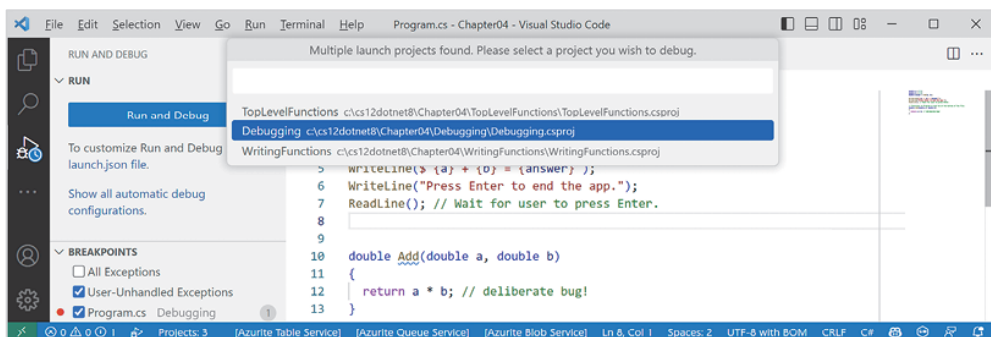 File Edit Selection View Go Run Terminal Help Program.cs - Chapter04 - Visual Studio Code
RUN AND DEBUG
Multiple launch projects found. Please select a project you wish to debug.
RUN
Run and Debug
TopLevelFunctions c:\cs12dotnet8\Chapter04\TopLevelFunctions\TopLevelFunctions.csproj
Debugging c:\cs12dotnet8\Chapter04\Debugging\Debugging.csproj
WritingFunctions c:\cs12dotnet8\Chapter04\WritingFunctions\WritingFunctions.csproj
To customize Run and Debug
launch.json file.
Show all automatic debug
configurations.
5 WriteLine($"{a} + {b} = {answer}");
6 WriteLine("Press Enter to end the app.");
7 ReadLine(); // Wait for user to press Enter.
8
9
10 double Add(double a, double b)
11 {
12 return a * b; // deliberate bug!
13 }
BREAKPOINTS
All Exceptions
User-Unhandled Exceptions
Program.cs Debugging 1
0 0 1 Projects: 3 [Azurite Table Service] [Azurite Queue Service] [Azurite Blob Service] Ln 8, Col 1 Spaces: 2 UTF-8 with BOM CRLF C#